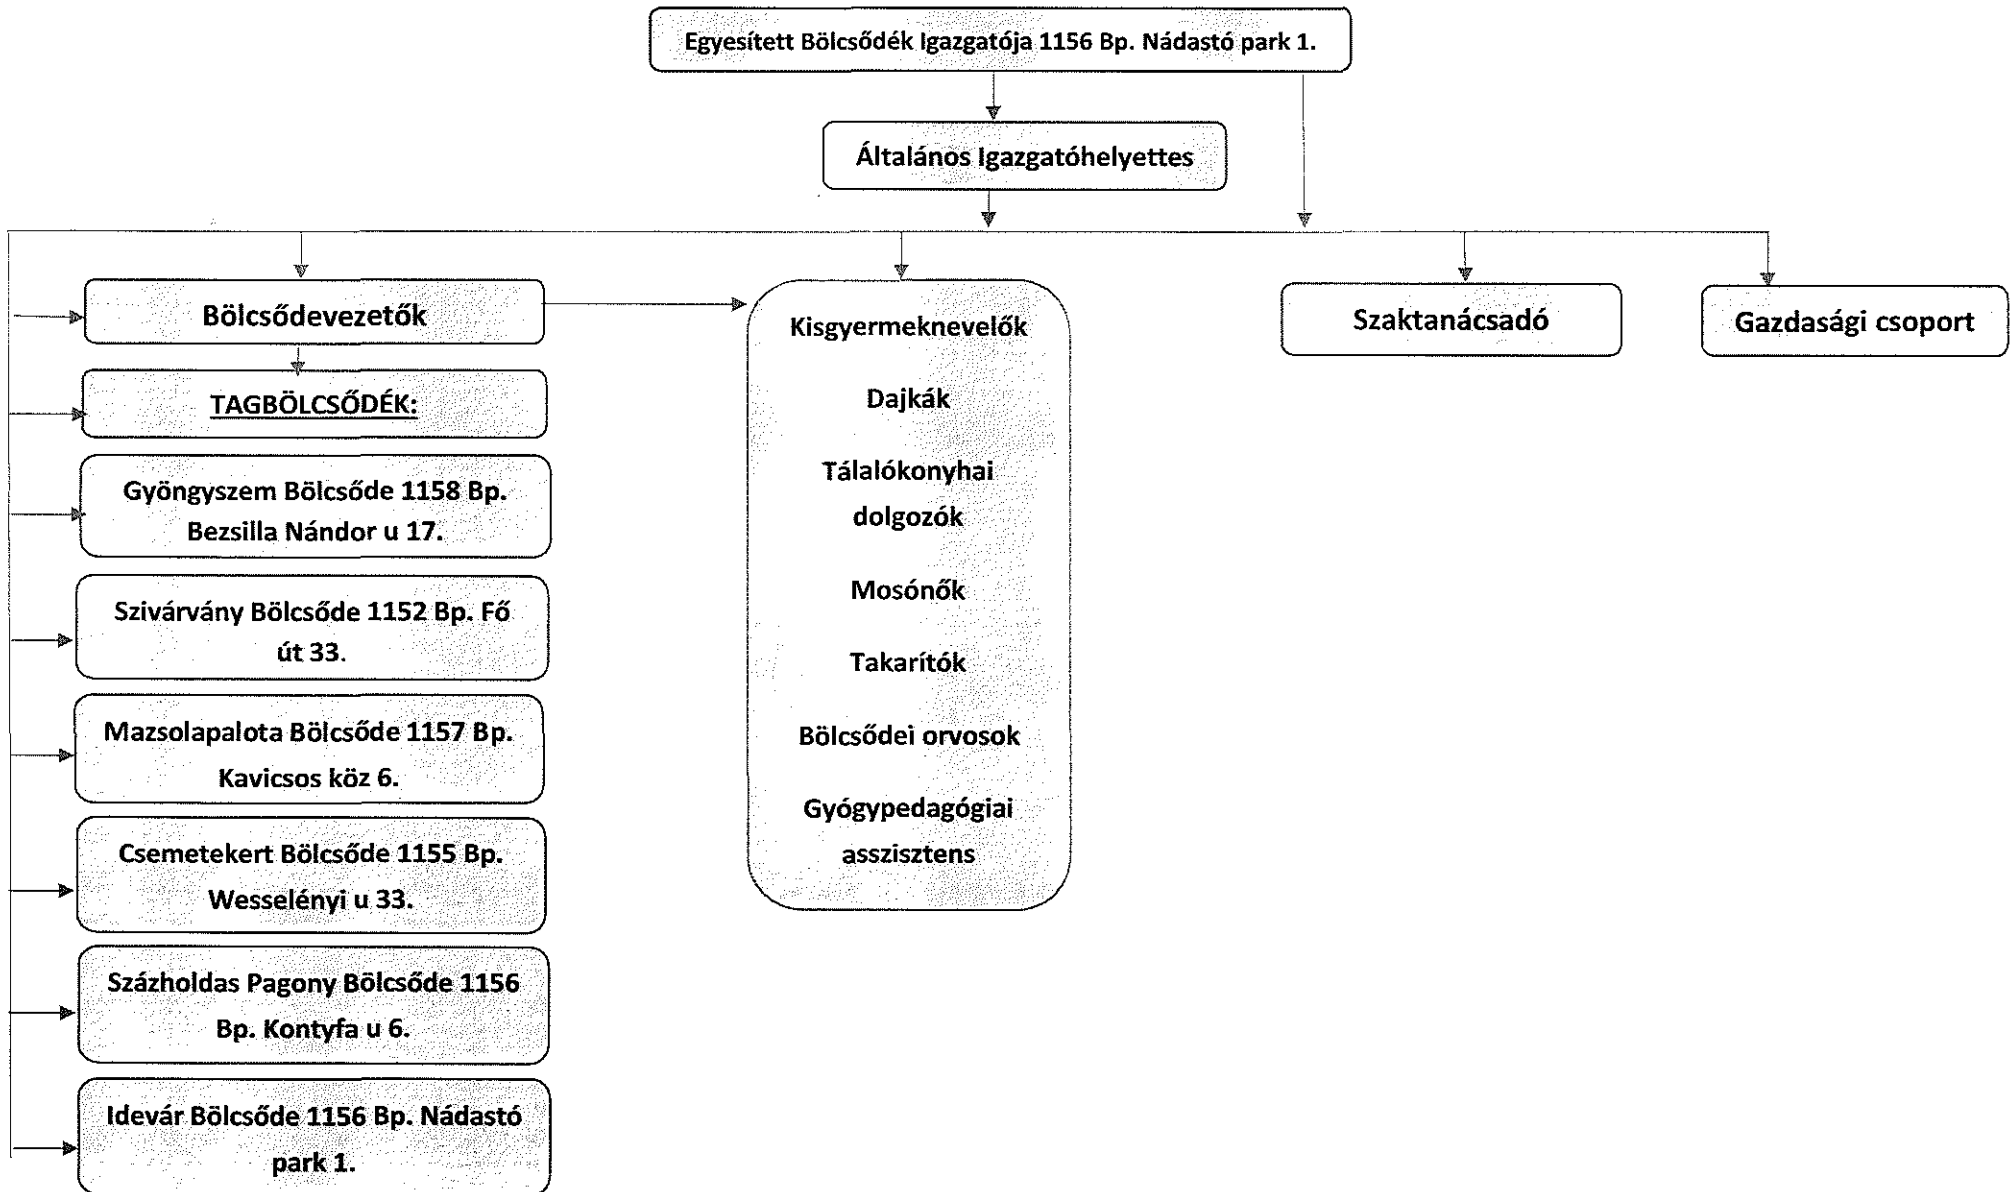 Egyesített Bölcsődék Igazgatója 1156 Bp. Nádastó park 1.
Általános Igazgatóhelyettes
Bölcsődevezetők
TAGBÖLCSŐDÉK:
Gyöngyszem Bölcsőde 1158 Bp.
Bezsilla Nándor u 17.
Szivárvány Bölcsőde 1152 Bp. Fő
út 33.
Mazsolapalota Bölcsőde 1157 Bp.
Kavicsos köz 6.
Csemetekert Bölcsőde 1155 Bp.
Wesselényi u 33.
Százholdas Pagony Bölcsőde 1156
Bp. Kontyfa u 6.
Idevár Bölcsőde 1156 Bp. Nádastó
park 1.
Kisgyermeknevelők
Dajkák
Tálalókonyhai
dolgozók
Mosónők
Takarítók
Bölcsődei orvosok
Gyógypedagógiai
asszisztens
Szaktanácsadó
Gazdasági csoport